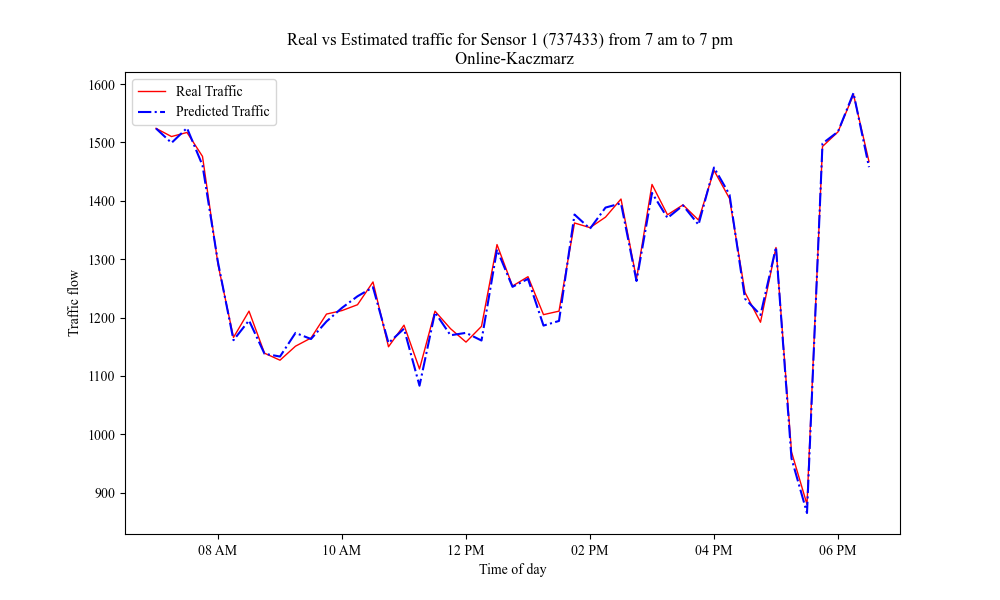 Real vs Estimated traffic for Sensor 1 (737433) from 7 am to 7 pm
Online-Kaczmarz
Real Traffic
Predicted Traffic
1600
1500
1400
1300
1200
1100
1000
900
Traffic flow
08 AM 10 AM 12 PM 02 PM 04 PM 06 PM
Time of day